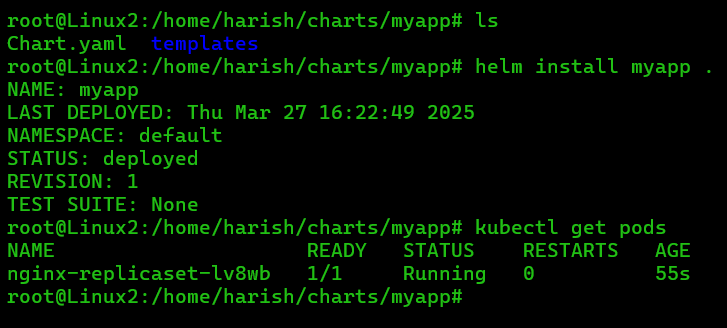 root@Linux2:/home/harish/charts/myapp# ls
Chart.yaml  templates
root@Linux2:/home/harish/charts/myapp# helm install myapp .
NAME: myapp
LAST DEPLOYED: Thu Mar 27 16:22:49 2025
NAMESPACE: default
STATUS: deployed
REVISION: 1
TEST SUITE: None
root@Linux2:/home/harish/charts/myapp# kubectl get pods
NAME                     READY   STATUS    RESTARTS   AGE
nginx-replicaset-lv8wb   1/1     Running   0          55s
root@Linux2:/home/harish/charts/myapp#